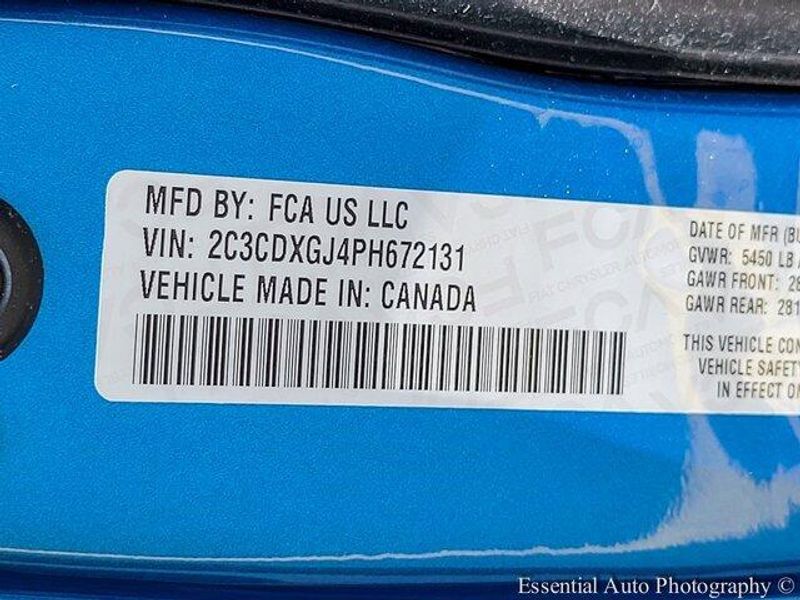 MFD BY: FCA US LLC
VIN: 2C3CDXGJ4PH672131
VEHICLE MADE IN: CANADA
DATE OF MFR
GVWR: 5450 LB
GAWR FRONT:
GAWR REAR:
THIS VEHICLE
VEHICLE SAFETY
IN EFFECT
Essential Auto Photography ©